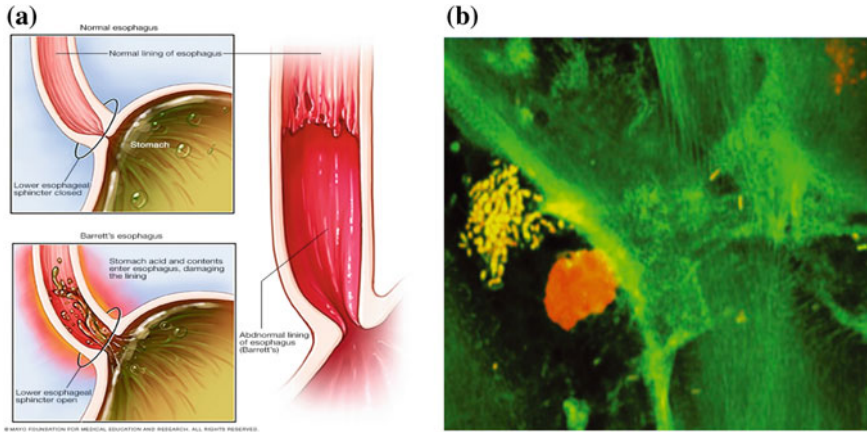 (a)
Normal esophagus
Normal lining of esophagus
Stomach
Lower esophageal
sphincter closed
Barrett's esophagus
Stomach acid and contents
enter esophagus, damaging
the lining
Lower esophageal
sphincter open
Abdnormal lining
of esophagus
(Barrett's)
© MAYO FOUNDATION FOR MEDICAL EDUCATION AND RESEARCH. ALL RIGHTS RESERVED.
(b)